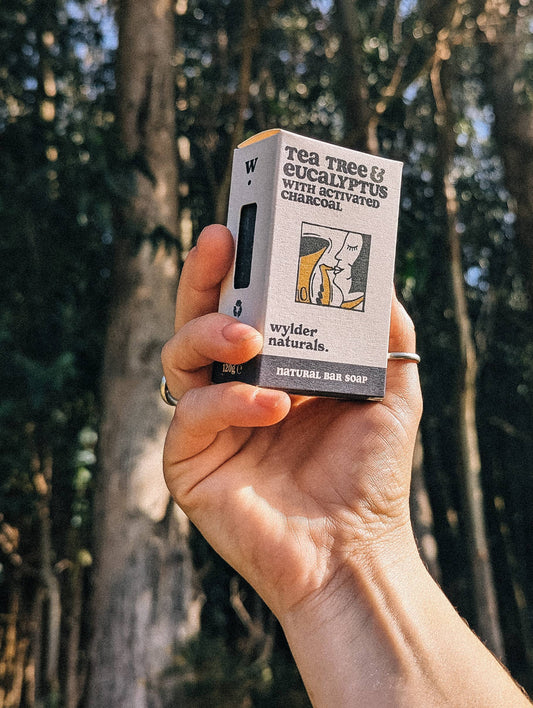 w.
TEA TREE &
EUCALYPTUS
WITH ACTIVATED
CHARCOAL
wylder
naturals.
NATURAL BAR SOAP
120g ℮